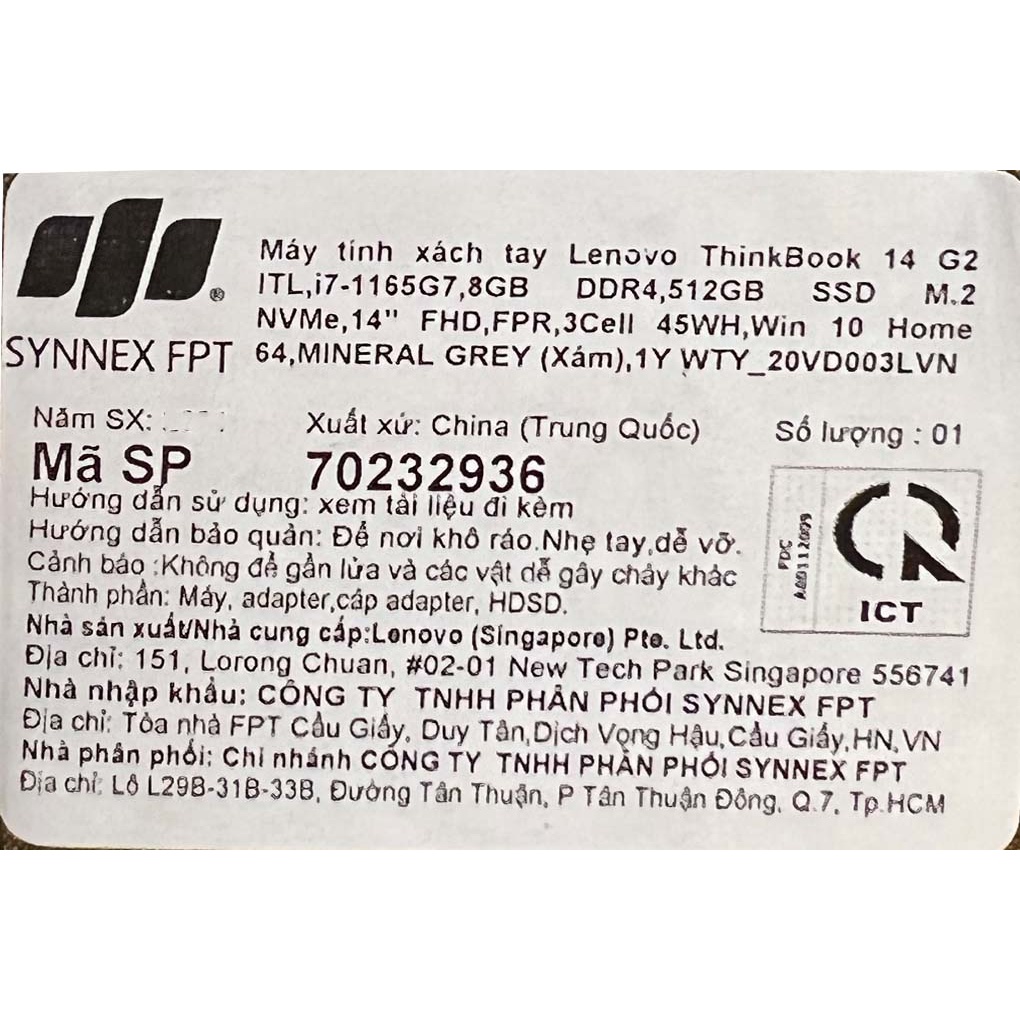 SYNNEX FPT
Máy tính xách tay Lenovo ThinkBook 14 G2
ITL,i7-1165G7,8GB DDR4,512GB SSD M.2
NVMe,14" FHD,FPR,3Cell 45WH,Win 10 Home
64,MINERAL GREY (Xám),1Y WTY_20VD003LVN
Năm SX:
Xuất xứ: China (Trung Quốc)
Số lượng : 01
Mã SP 70232936
Hướng dẫn sử dụng: xem tài liệu đi kèm
Hướng dẫn bảo quản: Để nơi khô ráo.Nhẹ tay,dễ vỡ.
Cảnh báo :Không để gần lửa và các vật dễ gây cháy khác
Thành phần: Máy, adapter,cáp adapter, HDSD.
Nhà sản xuất/Nhà cung cấp:Lenovo (Singapore) Pte. Ltd.
Địa chỉ: 151, Lorong Chuan, #02-01 New Tech Park Singapore 556741
Nhà nhập khẩu: CÔNG TY TNHH PHÂN PHỐI SYNNEX FPT
Địa chỉ: Tòa nhà FPT Cầu Giấy, Duy Tân,Dịch Vọng Hậu,Cầu Giấy,HN,VN
Nhà phân phối: Chi nhánh CÔNG TY TNHH PHÂN PHỐI SYNNEX FPT
Địa chỉ: Lô L29B-31B-33B, Đường Tân Thuận, P Tân Thuận Đông, Q.7, Tp.HCM
FDC
ICT